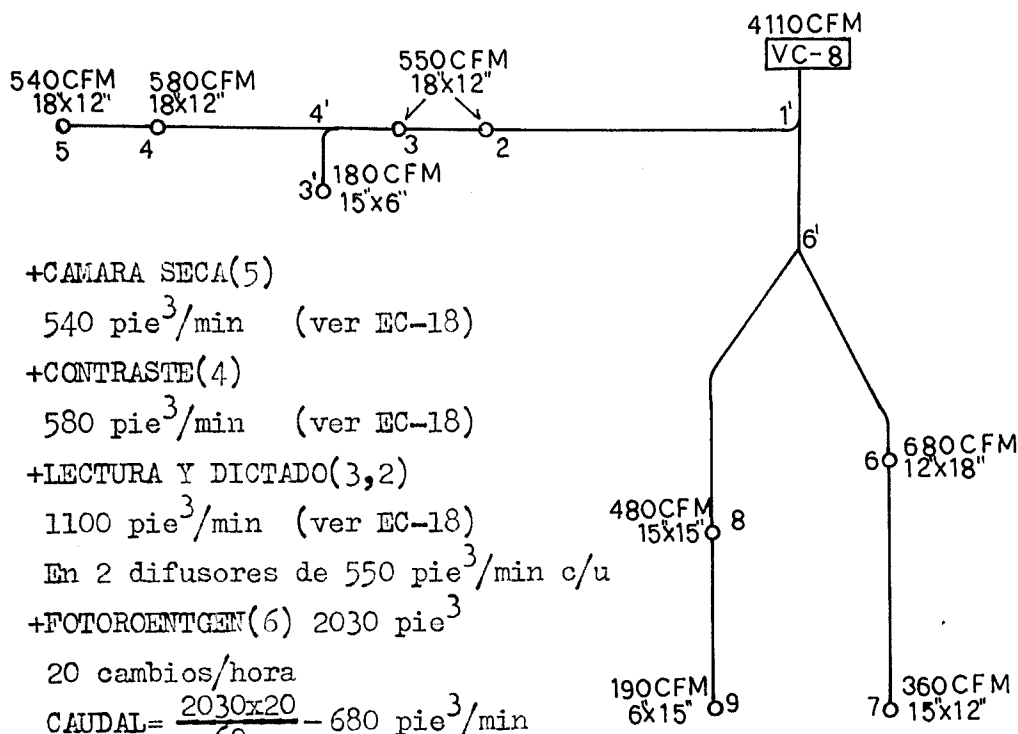 4110CFM
VC-8
550CFM
18"x12"
540CFM
18"x12"
580CFM
18"x12"
4'
1'
5
4
3
2
3'
180CFM
15"x6"
6'
+CAMARA SECA(5)
540 pie³/min (ver EC-18)
+CONTRASTE(4)
580 pie³/min (ver EC-18)
+LECTURA Y DICTADO(3,2)
1100 pie³/min (ver EC-18)
En 2 difusores de 550 pie³/min c/u
+FOTOROENTGEN(6) 2030 pie³
20 cambios/hora
CAUDAL= 2030x20 - 680 pie³/min
6
680CFM
12"x18"
480CFM
15"x15"
8
190CFM
6"x15"
9
7
360CFM
15"x12"